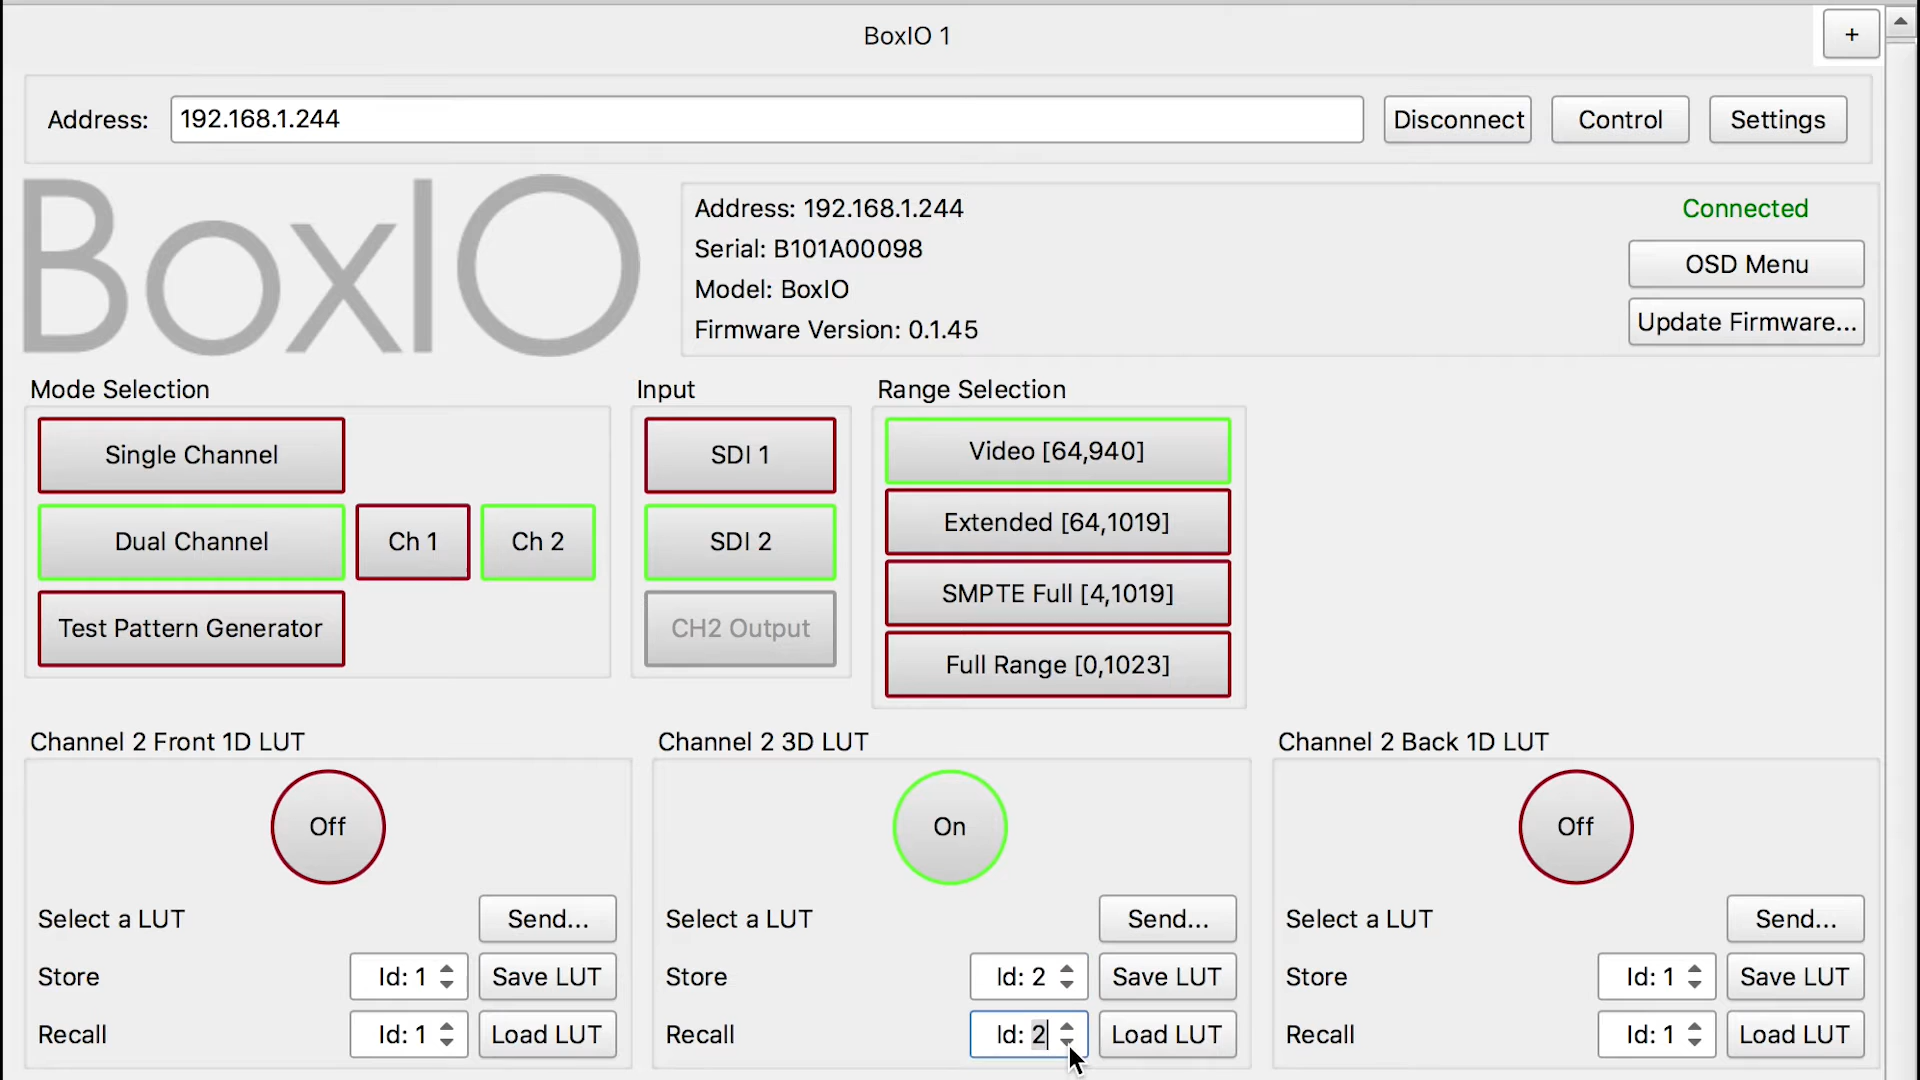 BoxIO 1
+
Address: 192.168.1.244 Disconnect Control Settings
BoxIO
Address: 192.168.1.244
Serial: B101A00098
Model: BoxIO
Firmware Version: 0.1.45
Connected
OSD Menu
Update Firmware...
Mode Selection
Single Channel
Dual Channel Ch 1 Ch 2
Test Pattern Generator
Input
SDI 1
SDI 2
CH2 Output
Range Selection
Video [64,940]
Extended [64,1019]
SMPTE Full [4,1019]
Full Range [0,1023]
Channel 2 Front 1D LUT
Off
Select a LUT Send...
Store Id: 1 Save LUT
Recall Id: 1 Load LUT
Channel 2 3D LUT
On
Select a LUT Send...
Store Id: 2 Save LUT
Recall Id: 2 Load LUT
Channel 2 Back 1D LUT
Off
Select a LUT Send...
Store Id: 1 Save LUT
Recall Id: 1 Load LUT